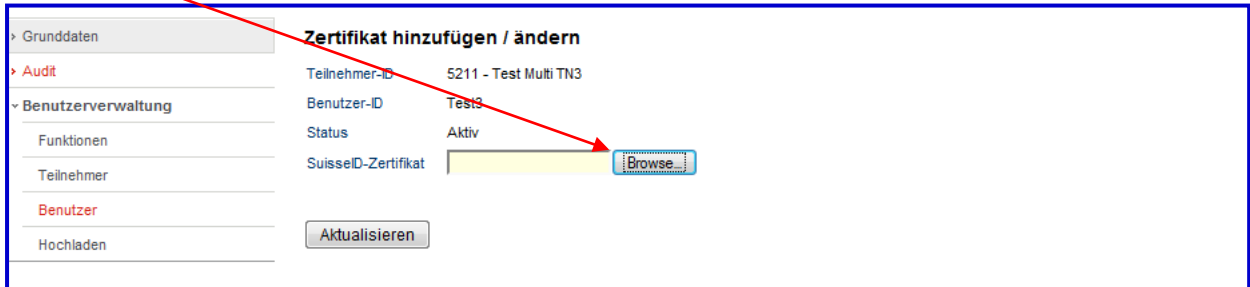 Grunddaten
Audit
Benutzerverwaltung
Funktionen
Teilnehmer
Benutzer
Hochladen
Zertifikat hinzufügen / ändern
Teilnehmer-ID 5211 - Test Multi TN3
Benutzer-ID Test3
Status Aktiv
SuisseID-Zertifikat Browse...
Aktualisieren